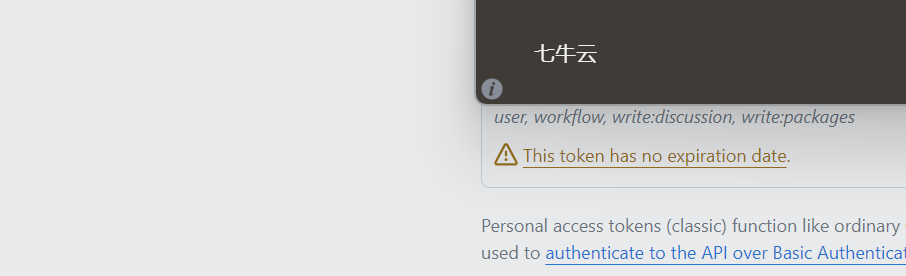 七牛云
user, workflow, write:discussion, write:packages
This token has no expiration date.
Personal access tokens (classic) function like ordinary
used to authenticate to the API over Basic Authenticat